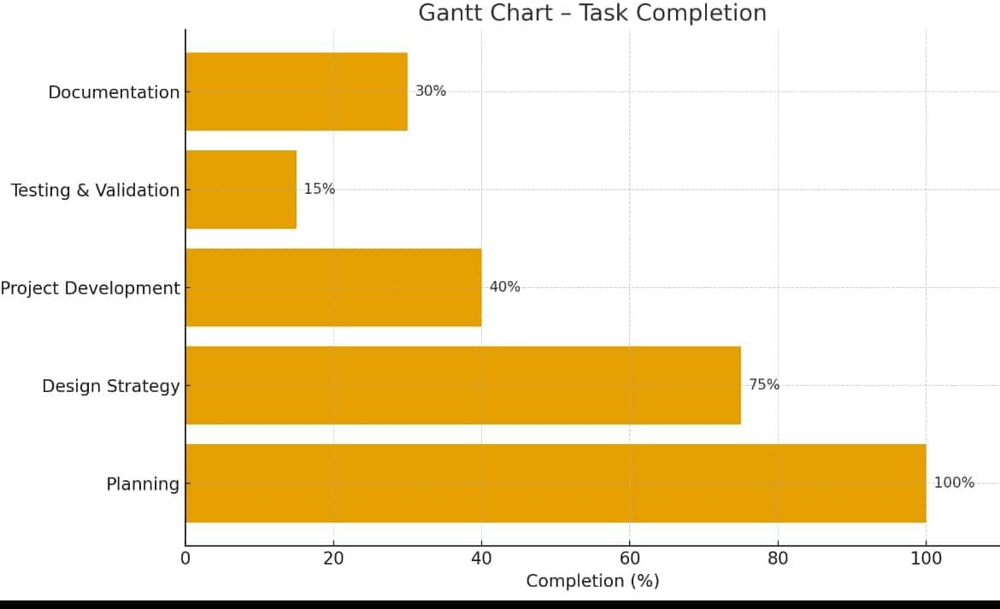 Gantt Chart – Task Completion
Documentation
30%
Testing & Validation
15%
Project Development
40%
Design Strategy
75%
Planning
100%
0 20 40 60 80 100
Completion (%)